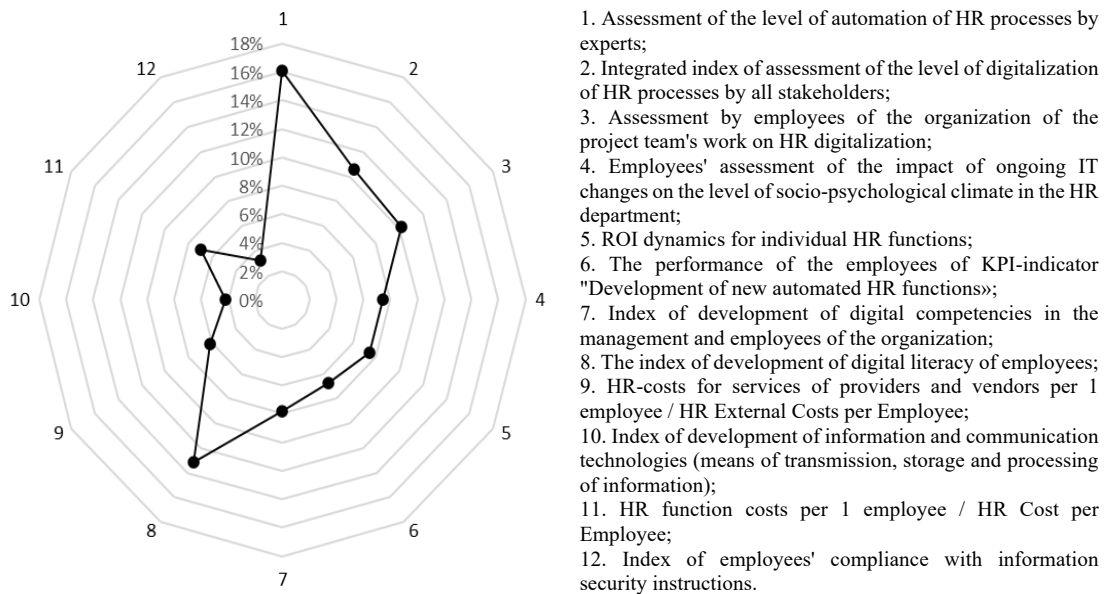 1
18%
12
16%
2
14%
12%
11
10%
3
8%
6%
4%
2%
10
0%
4
9
5
8
6
7
1. Assessment of the level of automation of HR processes by
experts;
2. Integrated index of assessment of the level of digitalization
of HR processes by all stakeholders;
3. Assessment by employees of the organization of the
project team's work on HR digitalization;
4. Employees' assessment of the impact of ongoing IT
changes on the level of socio-psychological climate in the HR
department;
5. ROI dynamics for individual HR functions;
6. The performance of the employees of KPI-indicator
"Development of new automated HR functions»;
7. Index of development of digital competencies in the
management and employees of the organization;
8. The index of development of digital literacy of employees;
9. HR-costs for services of providers and vendors per 1
employee / HR External Costs per Employee;
10. Index of development of information and communication
technologies (means of transmission, storage and processing
of information);
11. HR function costs per 1 employee / HR Cost per
Employee;
12. Index of employees' compliance with information
security instructions.